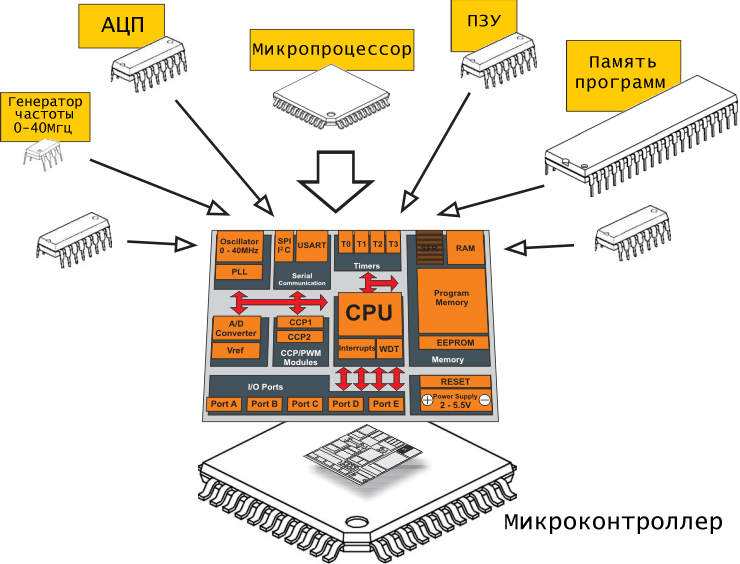 АЦП
ПЗУ
Микропроцессор
Память
программ
Генератор
частоты
0-40мгц
Oscillator
0 - 40MHz
PLL
SPI
I²C
USART
Serial
Communication
T0
T1
T2
T3
Timers
RAM
Program
Memory
EEPROM
Memory
A/D
Converter
Vref
CCP1
CCP2
CCP/PWM
Modules
CPU
Interrupts
WDT
I/O Ports
Port A
Port B
Port C
Port D
Port E
RESET
+
Power Supply
2 - 5.5V
−
Микроконтроллер